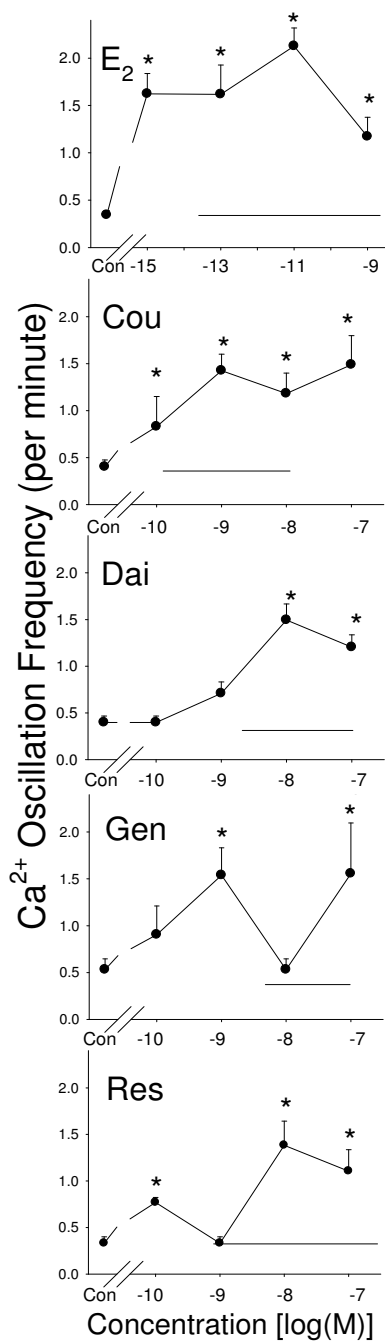 Ca2+ Oscillation Frequency (per minute)
E2
2.0
1.5
1.0
0.5
0.0
* * * *
Con -15 -13 -11 -9
Cou
2.0
1.5
1.0
0.5
0.0
* * * *
Con -10 -9 -8 -7
Dai
2.0
1.5
1.0
0.5
0.0
* *
Con -10 -9 -8 -7
Gen
2.0
1.5
1.0
0.5
0.0
* *
Con -10 -9 -8 -7
Res
2.0
1.5
1.0
0.5
0.0
* * *
Con -10 -9 -8 -7
Concentration [log(M)]